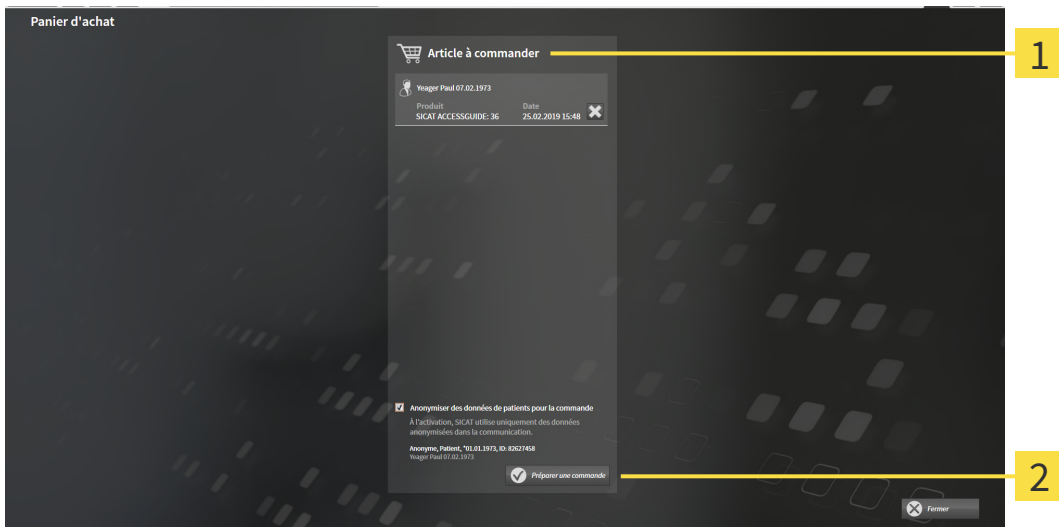 Panier d'achat
Article à commander
1
Yeager Paul 07.02.1973
Produit Date
SICAT ACCESSGUIDE: 36 25.02.2019 15:48
Anonymiser des données de patients pour la commande
À l'activation, SICAT utilise uniquement des données
anonymisées dans la communication.
Anonyme, Patient, *01.01.1973, ID: 82627458
Yeager Paul 07.02.1973
Préparer une commande
2
Fermer